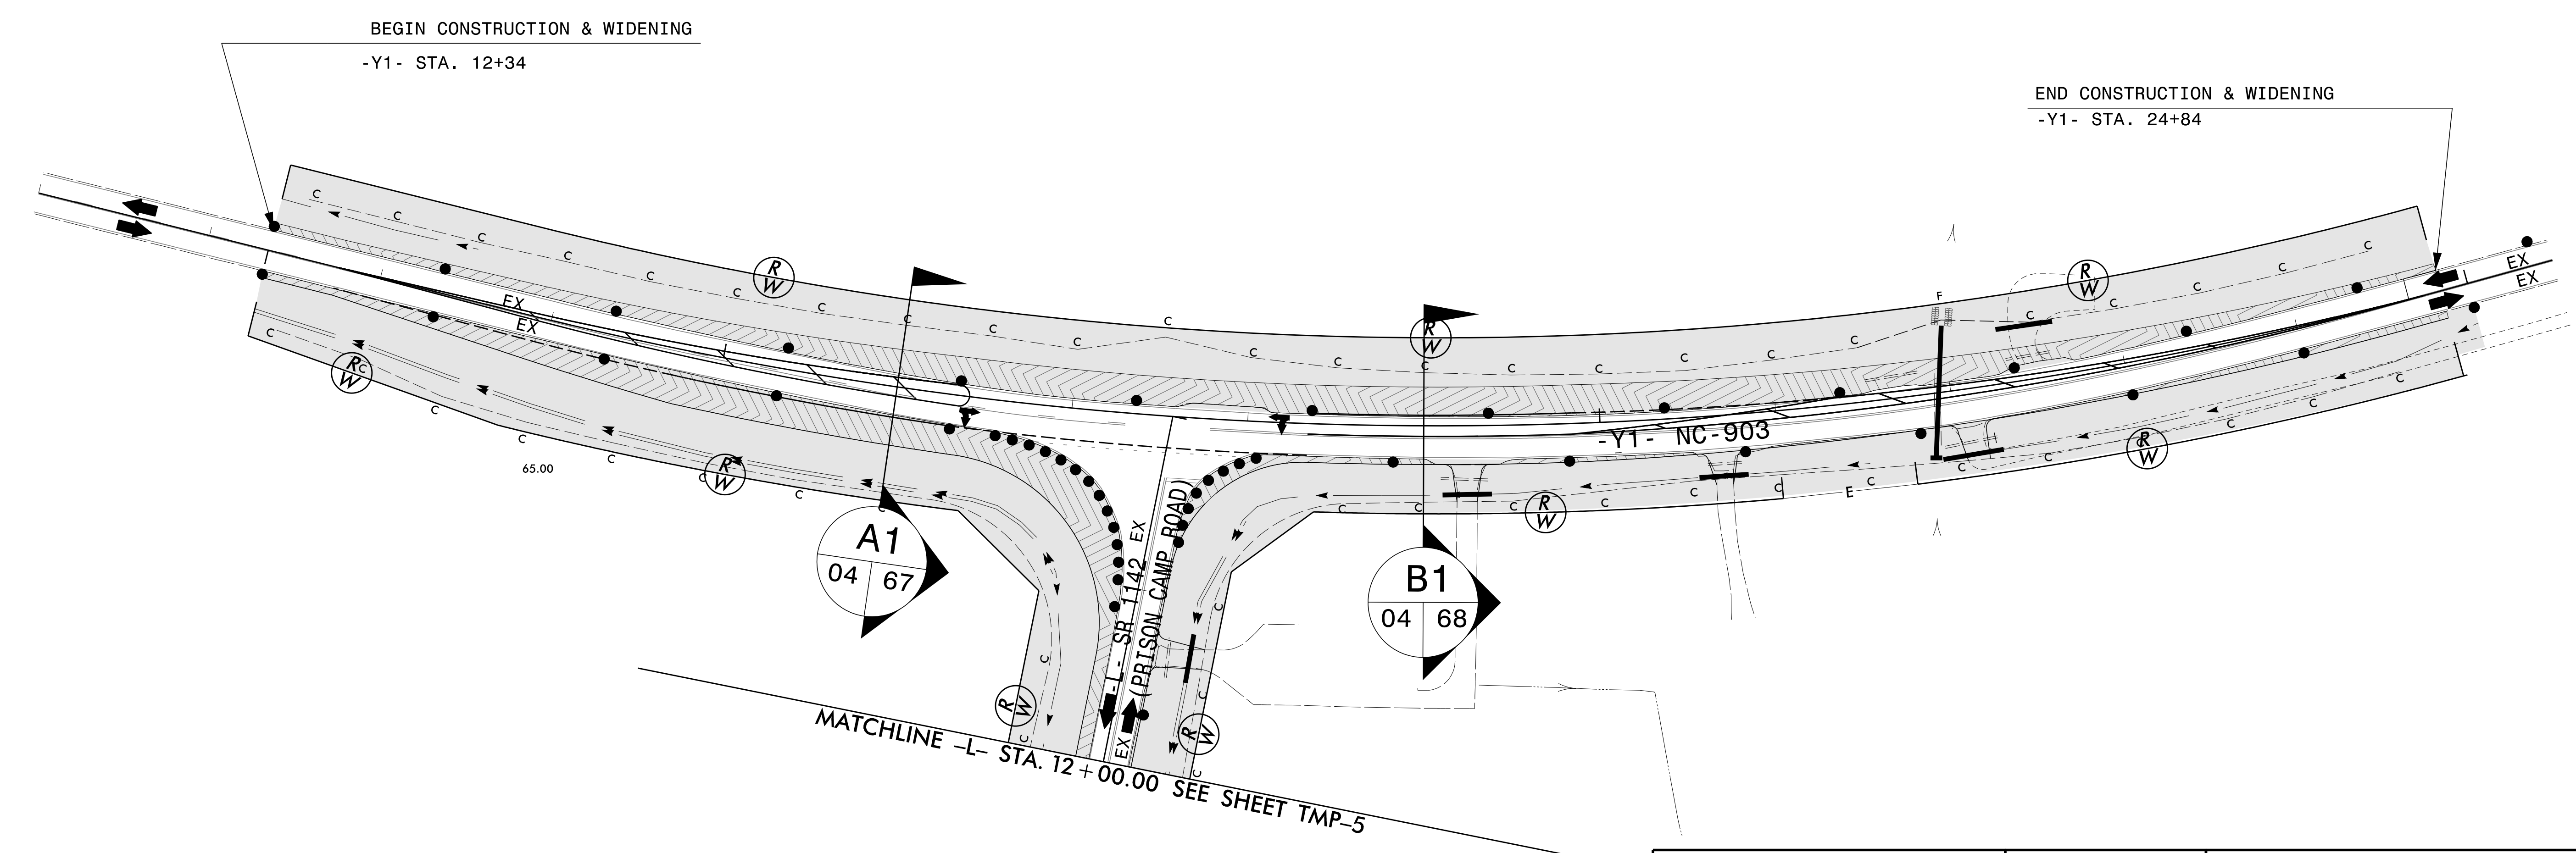 BEGIN CONSTRUCTION & WIDENING
-Y1- STA. 12+34
END CONSTRUCTION & WIDENING
-Y1- STA. 24+84
C C C C C C C C C C C C C C C C C C C C C C C C C
R W
R W
R W
F
EX
EX
EX
EX
-Y1- NC-903
R W
65.00
R W
R W
R W
E
A1
04 67
B1
04 68
EX
-L- SR 1142
(PRISON CAMP ROAD)
EX
R W
R W
MATCHLINE -L- STA. 12+00.00 SEE SHEET TMP-5